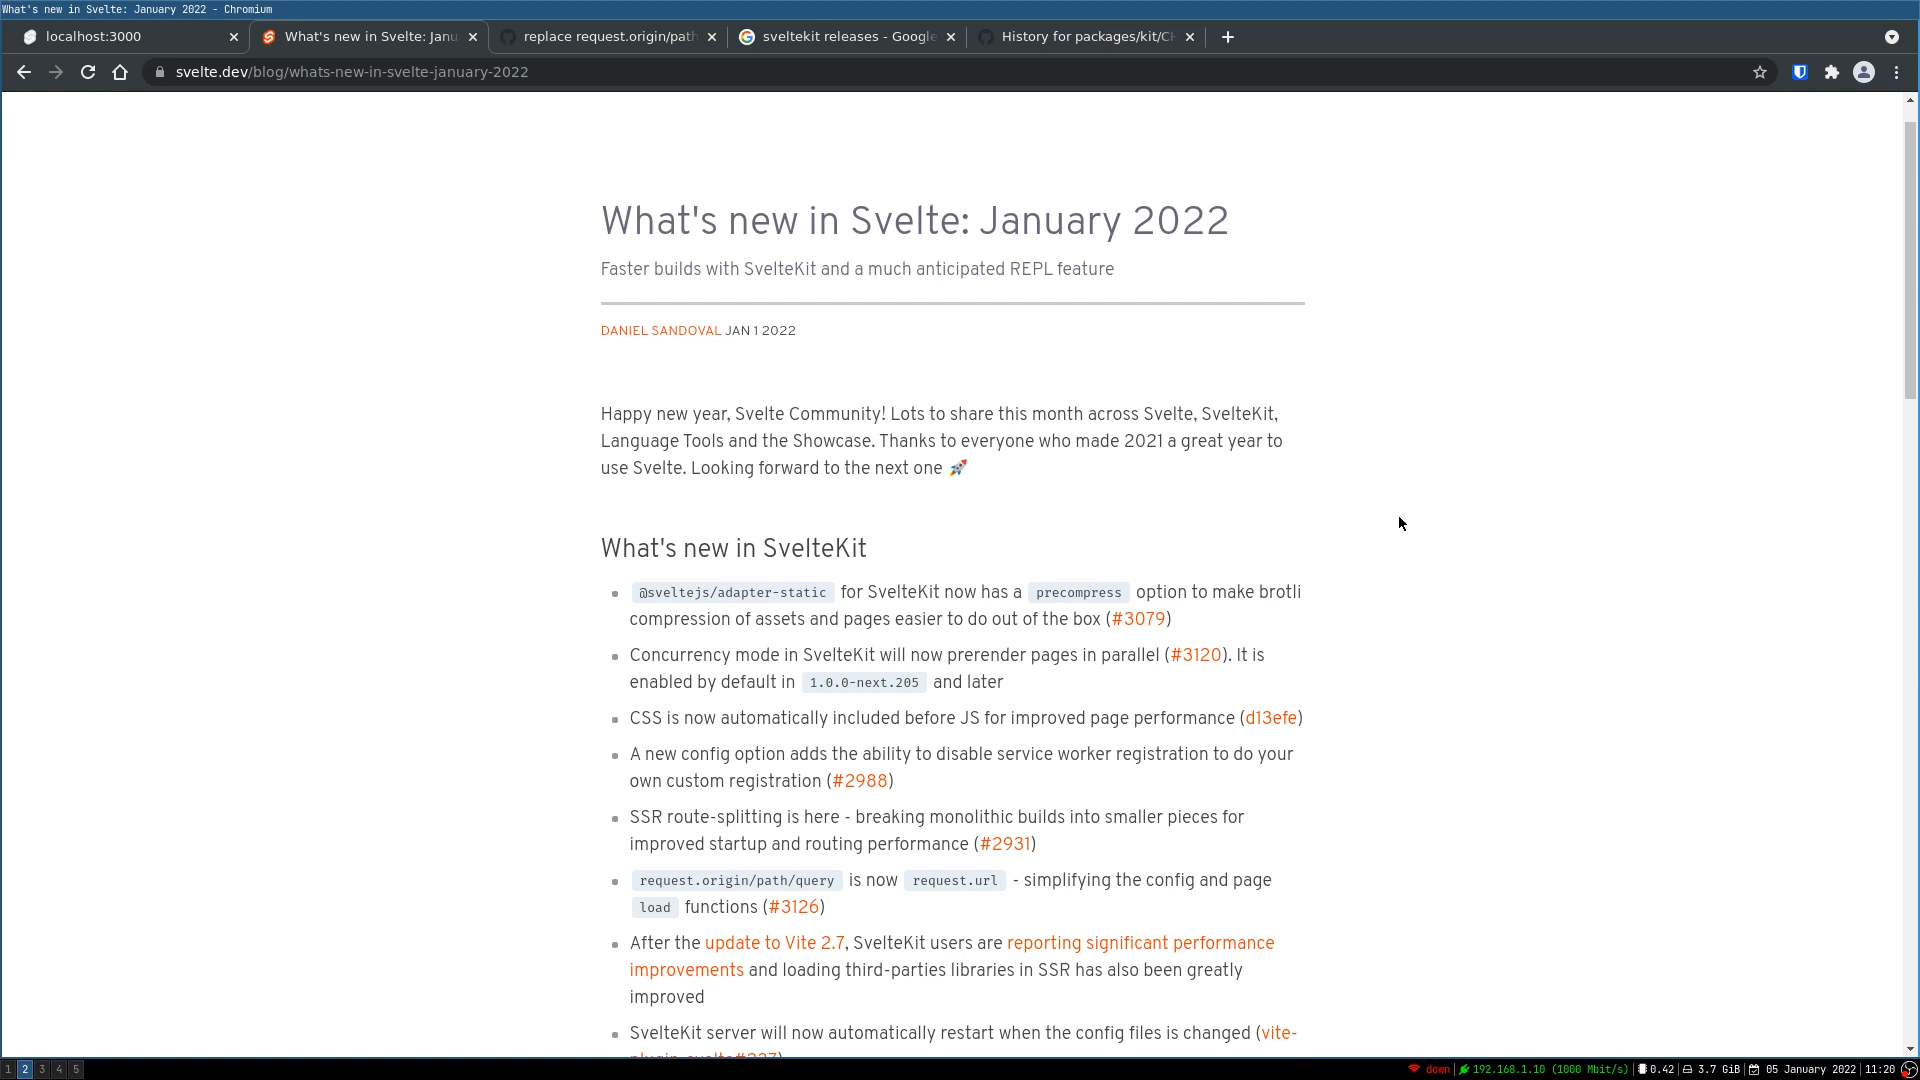 What's new in Svelte: January 2022 - Chromium
localhost:3000
What's new in Svelte: Janu
replace request.origin/path
sveltekit releases - Google
History for packages/kit/CH
svelte.dev/blog/whats-new-in-svelte-january-2022
What's new in Svelte: January 2022
Faster builds with SvelteKit and a much anticipated REPL feature
DANIEL SANDOVAL JAN 1 2022
Happy new year, Svelte Community! Lots to share this month across Svelte, SvelteKit,
Language Tools and the Showcase. Thanks to everyone who made 2021 a great year to
use Svelte. Looking forward to the next one 🚀
What's new in SvelteKit
@sveltejs/adapter-static for SvelteKit now has a precompress option to make brotli
compression of assets and pages easier to do out of the box (#3079)
Concurrency mode in SvelteKit will now prerender pages in parallel (#3120). It is
enabled by default in 1.0.0-next.205 and later
CSS is now automatically included before JS for improved page performance (d13efe)
A new config option adds the ability to disable service worker registration to do your
own custom registration (#2988)
SSR route-splitting is here - breaking monolithic builds into smaller pieces for
improved startup and routing performance (#2931)
request.origin/path/query is now request.url - simplifying the config and page
load functions (#3126)
After the update to Vite 2.7, SvelteKit users are reporting significant performance
improvements and loading third-parties libraries in SSR has also been greatly
improved
SvelteKit server will now automatically restart when the config files is changed (vite-
plugin-svelte#237)
1 2 3 4 5
down 192.168.1.10 (1000 Mbit/s) 0.42 3.7 GiB 05 January 2022 11:20